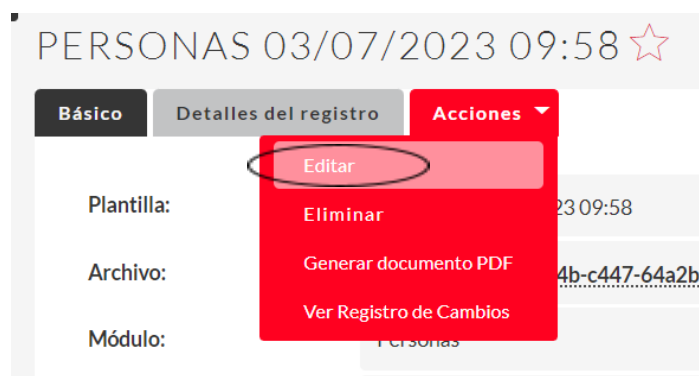 PERSONAS 03/07/2023 09:58
Básico Detalles del registro Acciones
Editar
Plantilla: Eliminar 23 09:58
Archivo: Generar documento PDF 4b-c447-64a2b
Ver Registro de Cambios
Módulo: Personas